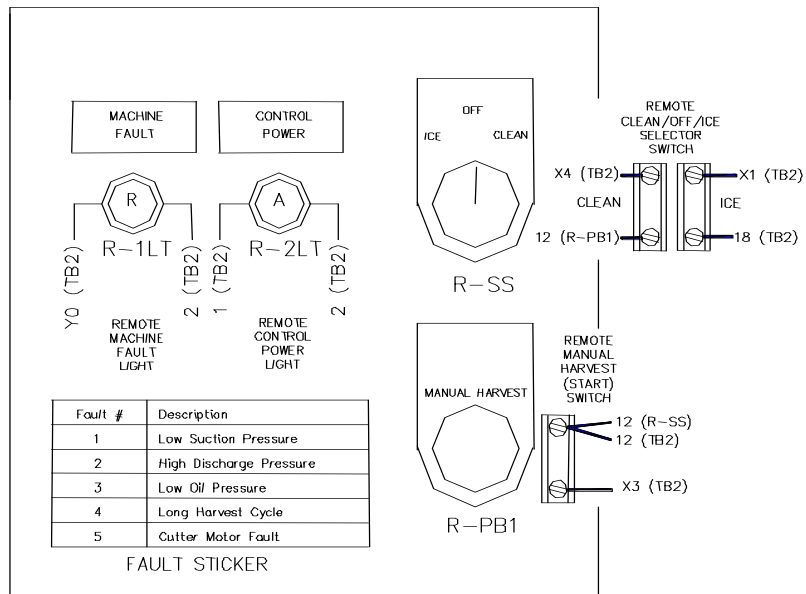 MACHINE
FAULT
CONTROL
POWER
R
A
R-1LT
R-2LT
Y0 (TB2)
2 (TB2)
1 (TB2)
2 (TB2)
REMOTE
MACHINE
FAULT
LIGHT
REMOTE
CONTROL
POWER
LIGHT
OFF
ICE
CLEAN
R-SS
REMOTE
CLEAN/OFF/ICE
SELECTOR
SWITCH
X4 (TB2)
X1 (TB2)
CLEAN
ICE
12 (R-PB1)
18 (TB2)
MANUAL HARVEST
R-PB1
REMOTE
MANUAL
HARVEST
(START)
SWITCH
12 (R-SS)
12 (TB2)
X3 (TB2)
Fault # Description
1 Low Suction Pressure
2 High Discharge Pressure
3 Low Oil Pressure
4 Long Harvest Cycle
5 Cutter Motor Fault
FAULT STICKER